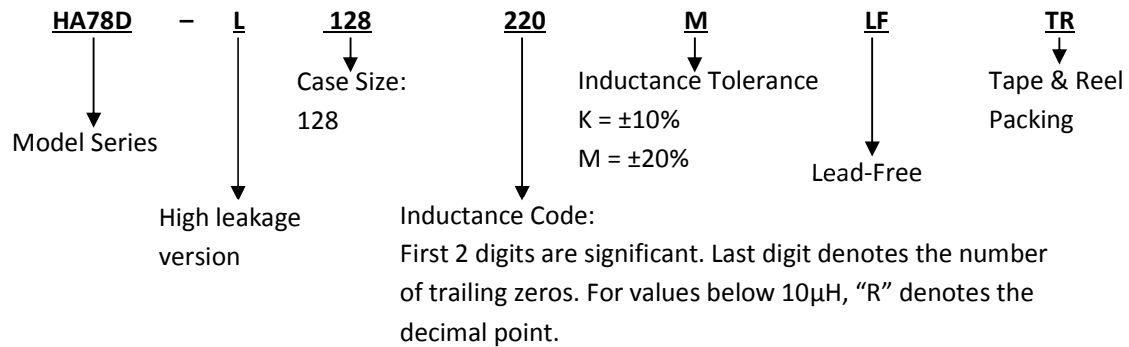 HA78D – L 128 220 M LF TR
Case Size:
128
Inductance Tolerance
K = ±10%
M = ±20%
Tape & Reel
Packing
Model Series
Lead-Free
High leakage
version
Inductance Code:
First 2 digits are significant. Last digit denotes the number
of trailing zeros. For values below 10µH, “R” denotes the
decimal point.